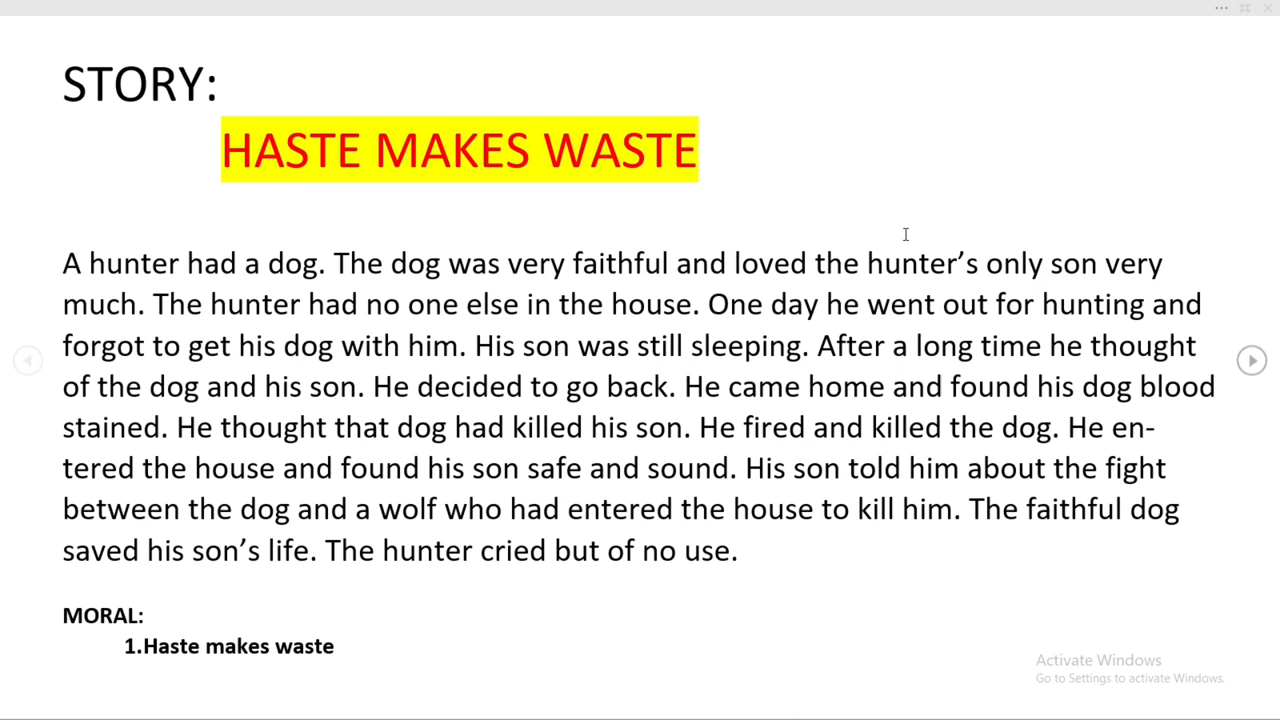 STORY:
HASTE MAKES WASTE
A hunter had a dog. The dog was very faithful and loved the hunter’s only son very
much. The hunter had no one else in the house. One day he went out for hunting and
forgot to get his dog with him. His son was still sleeping. After a long time he thought
of the dog and his son. He decided to go back. He came home and found his dog blood
stained. He thought that dog had killed his son. He fired and killed the dog. He en-
tered the house and found his son safe and sound. His son told him about the fight
between the dog and a wolf who had entered the house to kill him. The faithful dog
saved his son’s life. The hunter cried but of no use.
MORAL:
1.Haste makes waste
Activate Windows
Go to Settings to activate Windows.